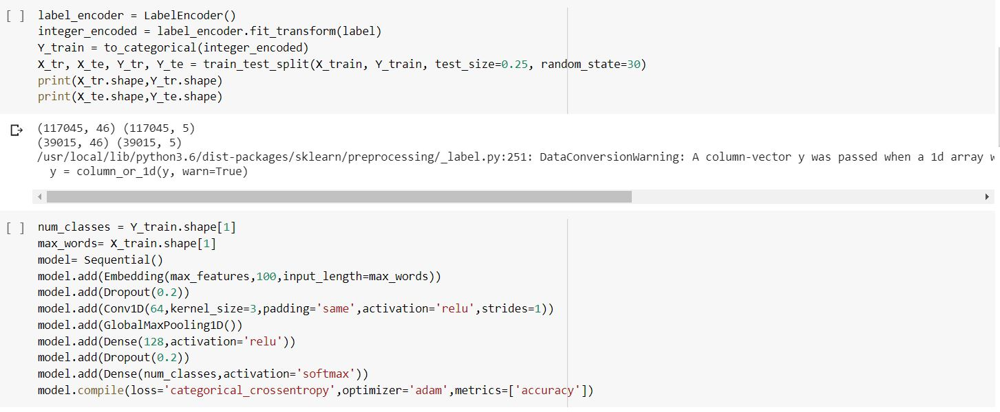 [ ] label_encoder = LabelEncoder()
integer_encoded = label_encoder.fit_transform(label)
Y_train = to_categorical(integer_encoded)
X_tr, X_te, Y_tr, Y_te = train_test_split(X_train, Y_train, test_size=0.25, random_state=30)
print(X_tr.shape,Y_tr.shape)
print(X_te.shape,Y_te.shape)
(117045, 46) (117045, 5)
(39015, 46) (39015, 5)
/usr/local/lib/python3.6/dist-packages/sklearn/preprocessing/_label.py:251: DataConversionWarning: A column-vector y was passed when a 1d array w
  y = column_or_1d(y, warn=True)
[ ] num_classes = Y_train.shape[1]
max_words= X_train.shape[1]
model= Sequential()
model.add(Embedding(max_features,100,input_length=max_words))
model.add(Dropout(0.2))
model.add(Conv1D(64,kernel_size=3,padding='same',activation='relu',strides=1))
model.add(GlobalMaxPooling1D())
model.add(Dense(128,activation='relu'))
model.add(Dropout(0.2))
model.add(Dense(num_classes,activation='softmax'))
model.compile(loss='categorical_crossentropy',optimizer='adam',metrics=['accuracy'])